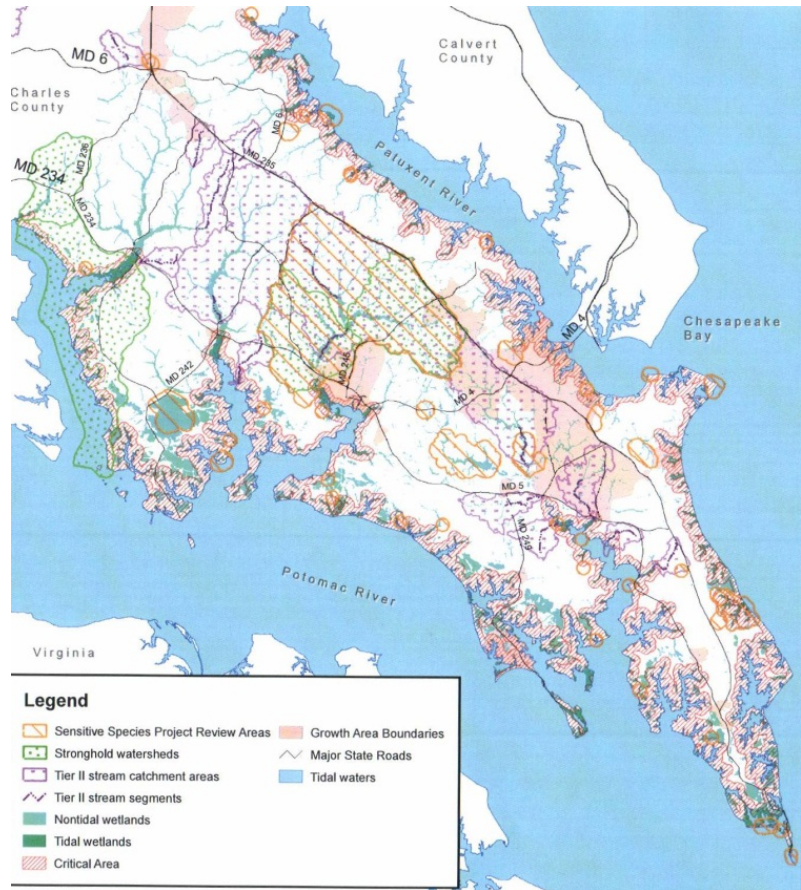 Calvert
County
MD 6
Charles
County
MD 6
MD 236
Patuxent River
MD 235
MD 234
MD 234
MD 4
Chesapeake
Bay
MD 245
MD 242
MD 4
MD 5
MD 249
Potomac River
Virginia
Legend
Sensitive Species Project Review Areas
Stronghold watersheds
Tier II stream catchment areas
Tier II stream segments
Nontidal wetlands
Tidal wetlands
Critical Area
Growth Area Boundaries
Major State Roads
Tidal waters